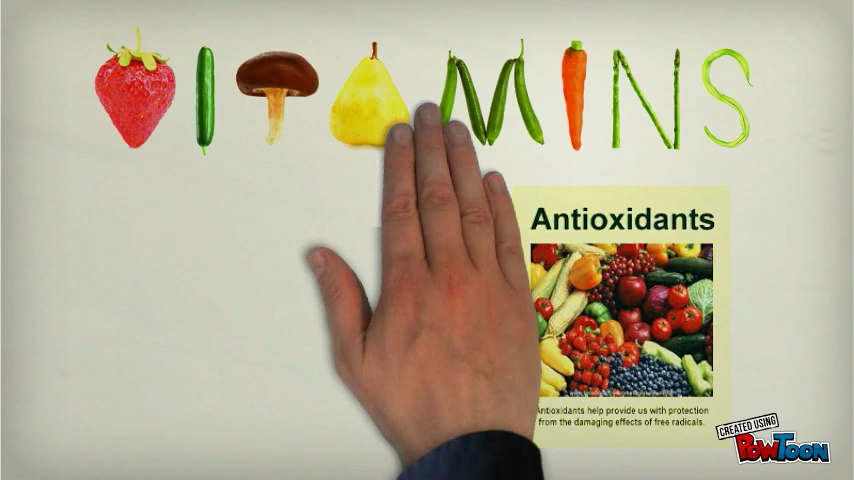 VITAMINS
Antioxidants
Antioxidants help provide us with protection
from the damaging effects of free radicals.
CREATED USING
POWTOON